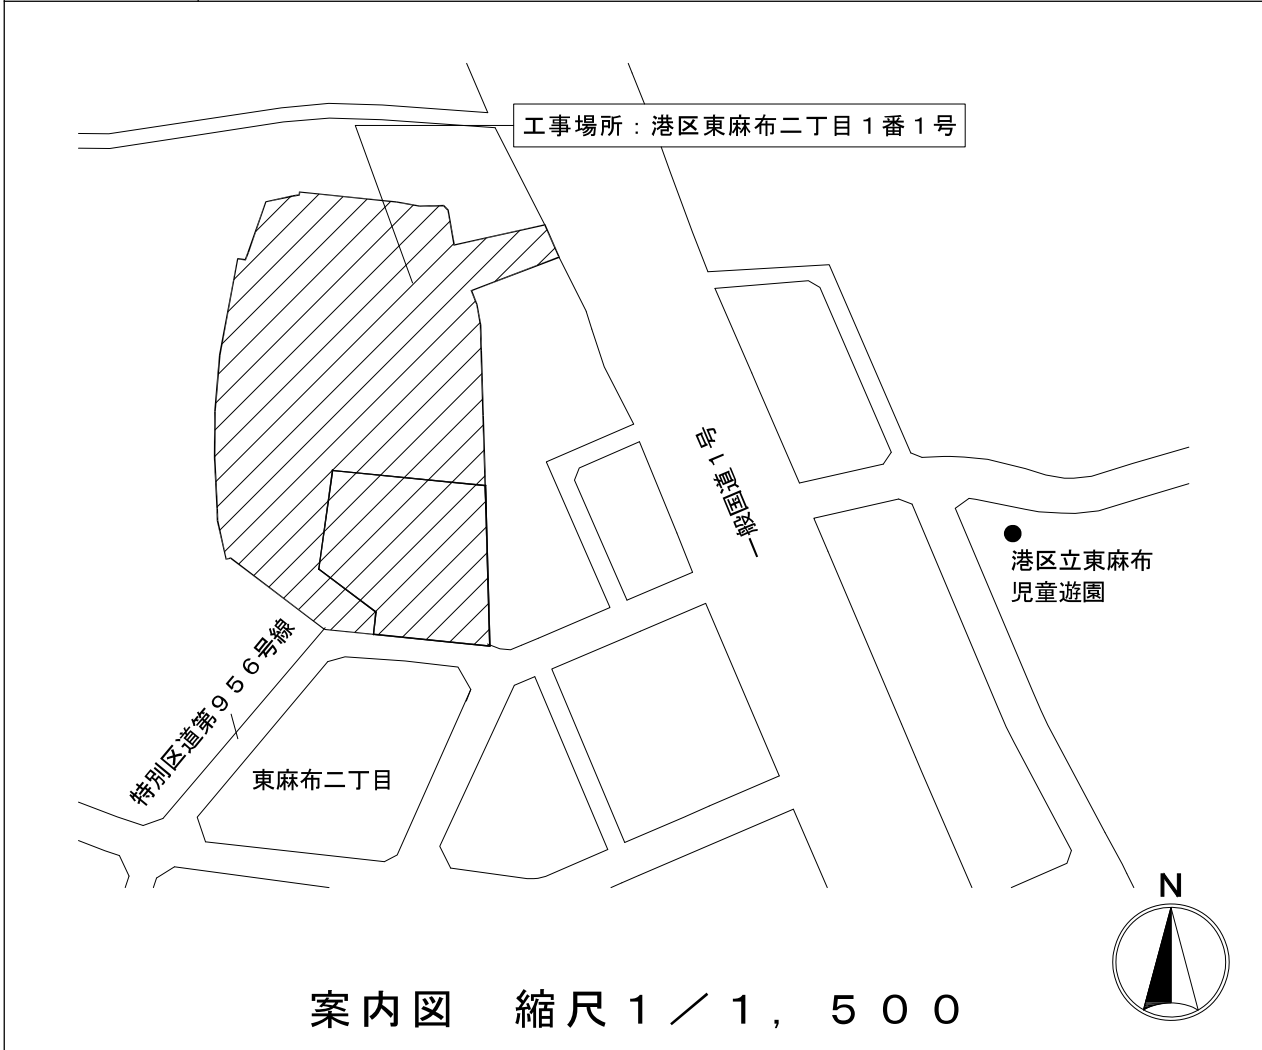 工事場所：港区東麻布二丁目１番１号
一般国道１号
港区立東麻布
児童遊園
特別区道第９５６号線
東麻布二丁目
N
案内図　縮尺１／１，５００